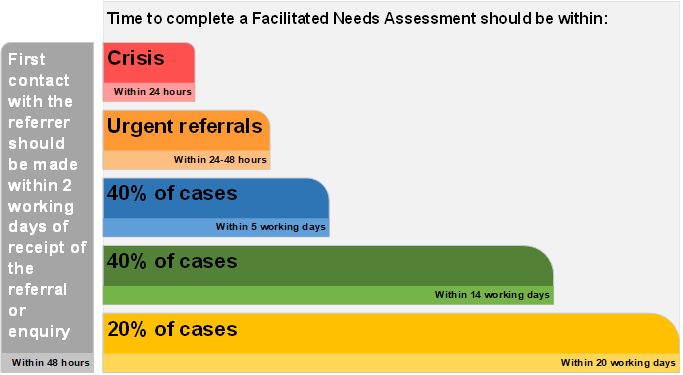 Time to complete a Facilitated Needs Assessment should be within:
First
contact
with the
referrer
should
be made
within 2
working
days of
receipt of
the
referral
or
enquiry
Within 48 hours
Crisis
Within 24 hours
Urgent referrals
Within 24-48 hours
40% of cases
Within 5 working days
40% of cases
Within 14 working days
20% of cases
Within 20 working days